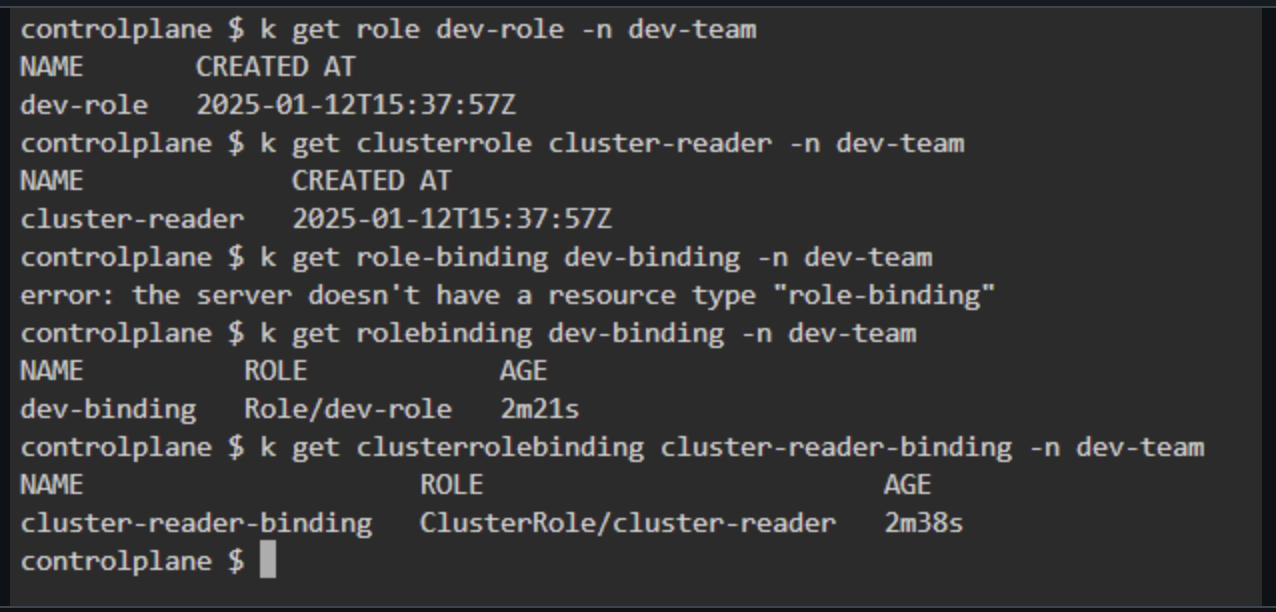 controlplane $ k get role dev-role -n dev-team
NAME       CREATED AT
dev-role   2025-01-12T15:37:57Z
controlplane $ k get clusterrole cluster-reader -n dev-team
NAME             CREATED AT
cluster-reader   2025-01-12T15:37:57Z
controlplane $ k get role-binding dev-binding -n dev-team
error: the server doesn't have a resource type "role-binding"
controlplane $ k get rolebinding dev-binding -n dev-team
NAME          ROLE            AGE
dev-binding   Role/dev-role   2m21s
controlplane $ k get clusterrolebinding cluster-reader-binding -n dev-team
NAME                     ROLE                         AGE
cluster-reader-binding   ClusterRole/cluster-reader   2m38s
controlplane $